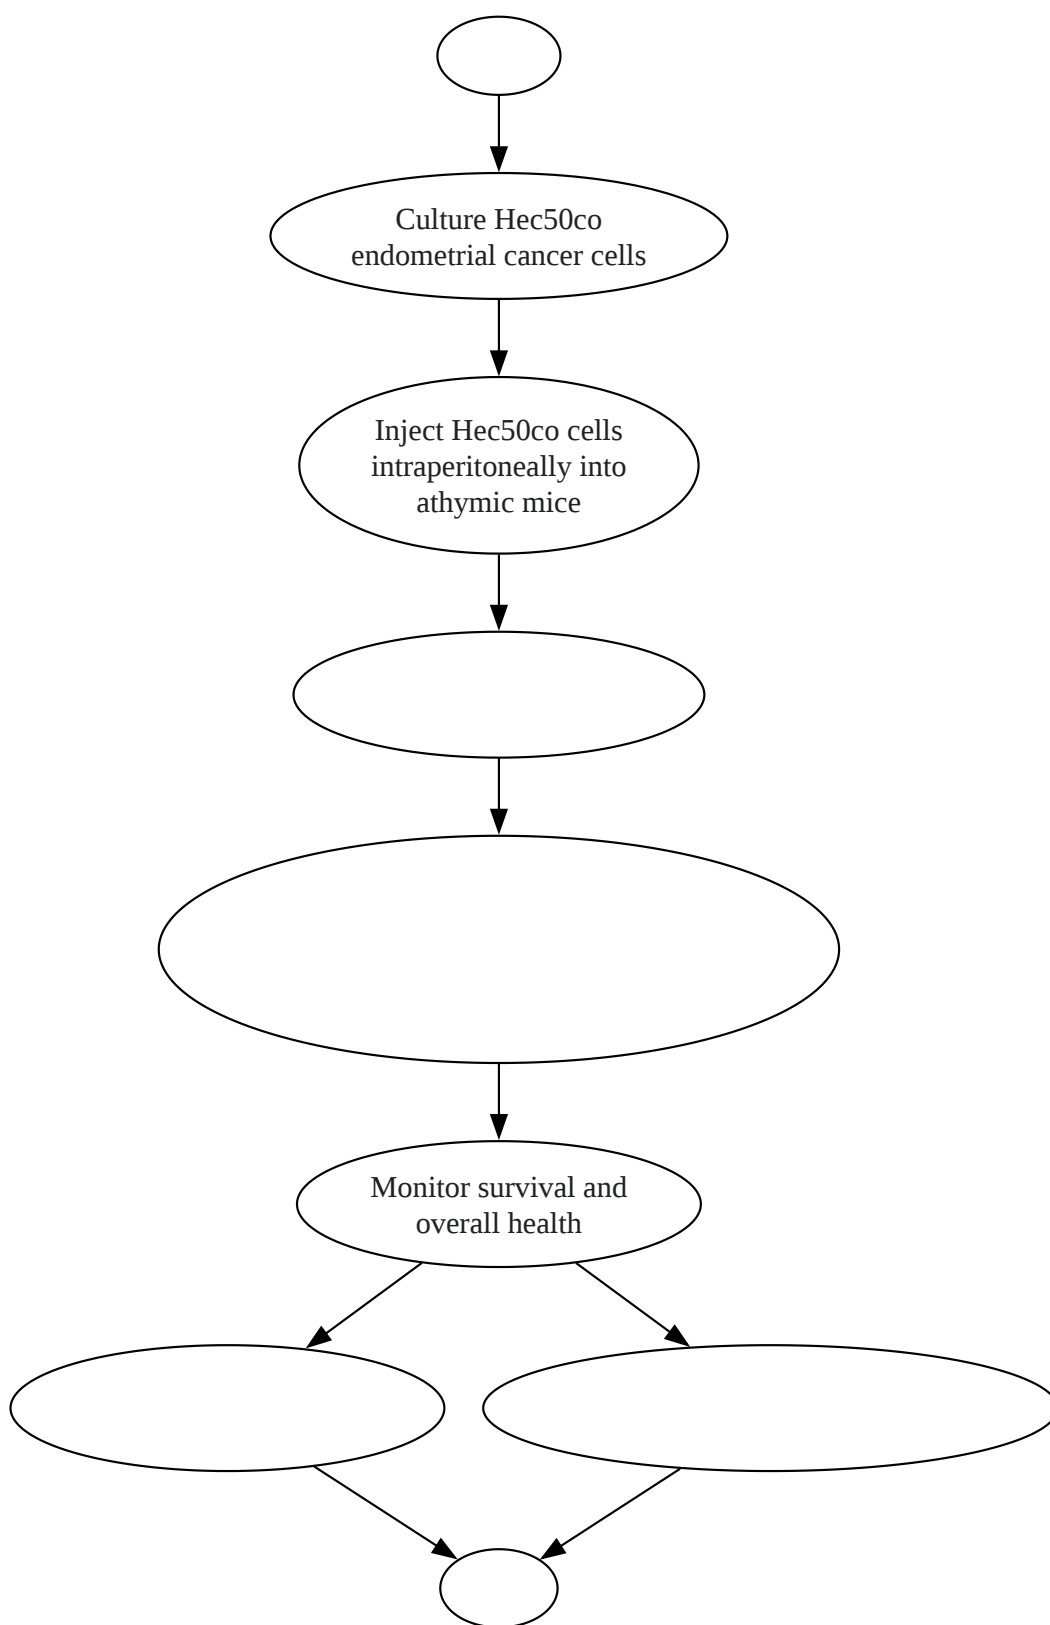 Culture Hec50co
endometrial cancer cells
Inject Hec50co cells
intraperitoneally into
athymic mice
Monitor survival and
overall health